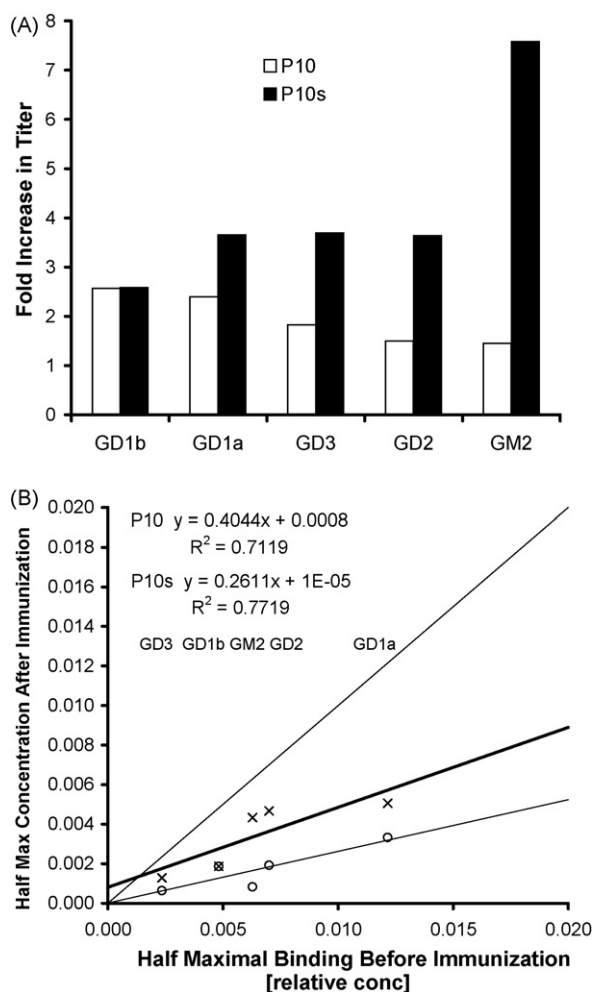 (A)
8
7
6
5
4
3
2
1
0
Fold Increase in Titer
P10
P10s
GD1b GD1a GD3 GD2 GM2
(B)
0.020
0.018
0.016
0.014
0.012
0.010
0.008
0.006
0.004
0.002
0.000
Half Max Concentration After Immunization
P10 y = 0.4044x + 0.0008
R² = 0.7119
P10s y = 0.2611x + 1E-05
R² = 0.7719
GD3 GD1b GM2 GD2 GD1a
0.000 0.005 0.010 0.015 0.020
Half Maximal Binding Before Immunization
[relative conc]